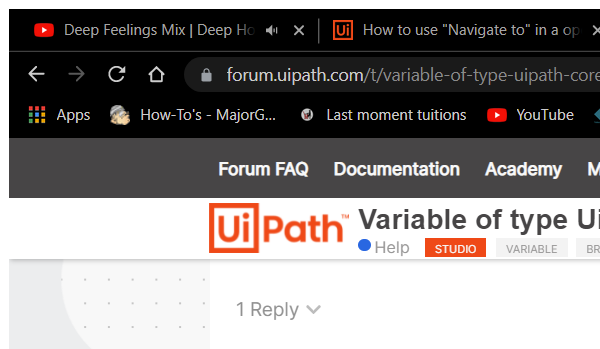 Deep Feelings Mix | Deep Ho
How to use "Navigate to" in a op
forum.uipath.com/t/variable-of-type-uipath-core
Apps How-To's - MajorG... Last moment tuitions YouTube
Forum FAQ Documentation Academy M
UiPath™ Variable of type Ui
Help STUDIO VARIABLE BR
1 Reply